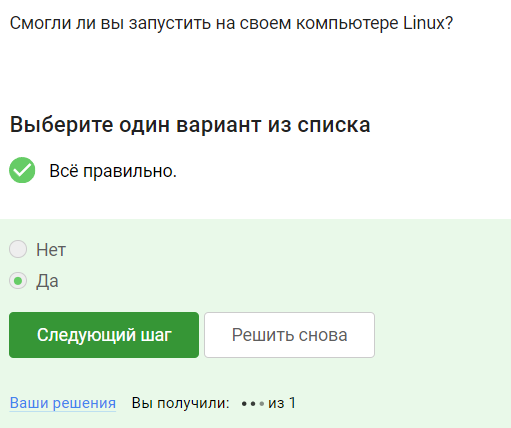 Смогли ли вы запустить на своем компьютере Linux?
Выберите один вариант из списка
Всё правильно.
Нет
Да
Следующий шаг
Решить снова
Ваши решения Вы получили: ••• из 1